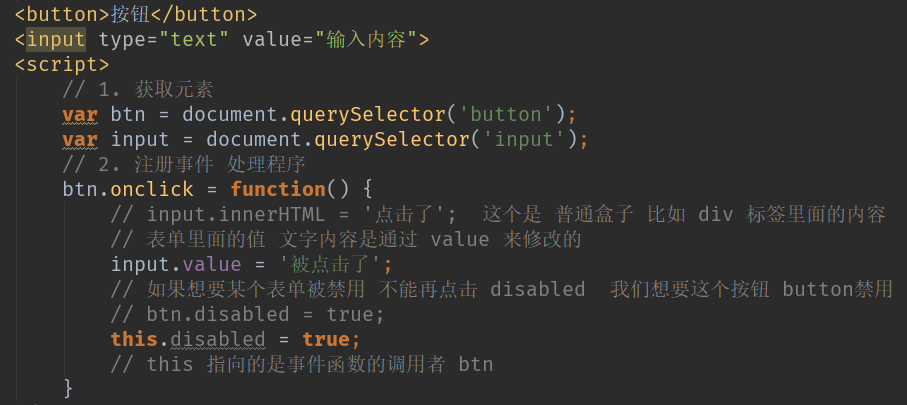 <button>按钮</button>
<input type="text" value="输入内容">
<script>
    // 1. 获取元素
    var btn = document.querySelector('button');
    var input = document.querySelector('input');
    // 2. 注册事件 处理程序
    btn.onclick = function() {
        // input.innerHTML = '点击了';  这个是 普通盒子 比如 div 标签里面的内容
        // 表单里面的值 文字内容是通过 value 来修改的
        input.value = '被点击了';
        // 如果想要某个表单被禁用 不能再点击 disabled  我们想要这个按钮 button禁用
        // btn.disabled = true;
        this.disabled = true;
        // this 指向的是事件函数的调用者 btn
    }